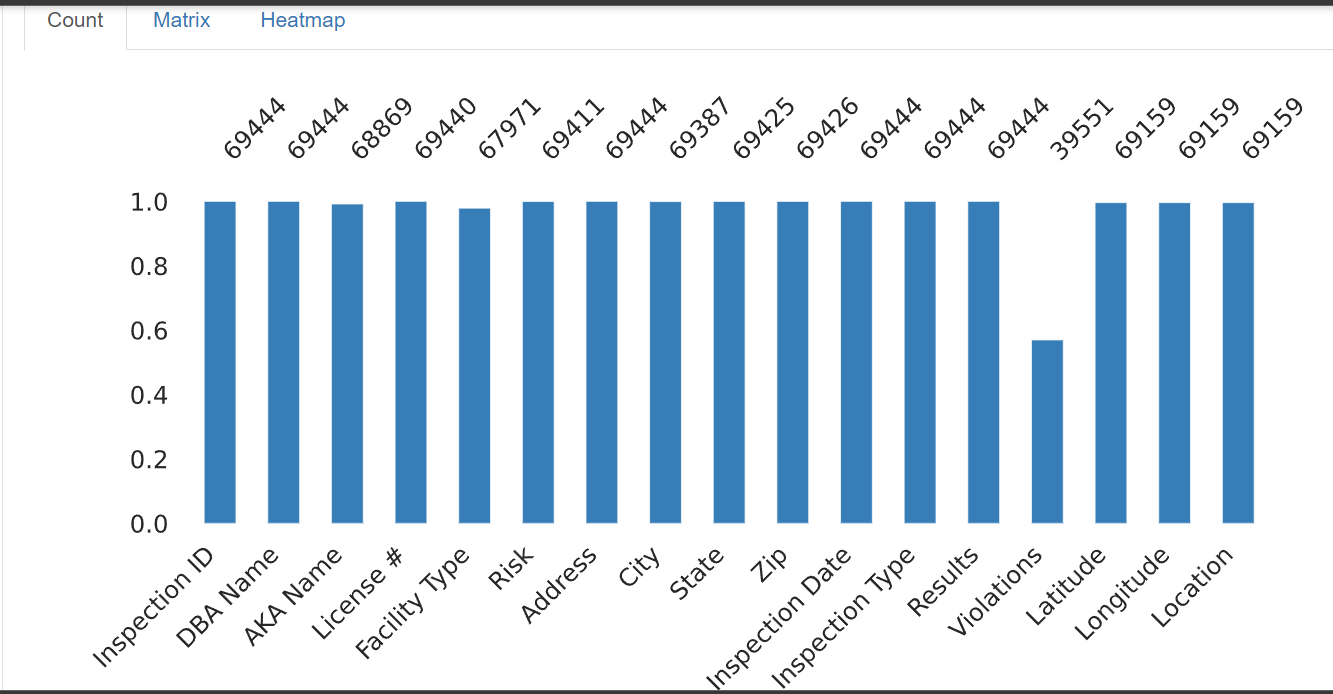 Count Matrix Heatmap
69444 69444 68869 69440 67971 69411 69444 69387 69425 69426 69444 69444 69444 39551 69159 69159 69159
1.0
0.8
0.6
0.4
0.2
0.0
Inspection ID
DBA Name
AKA Name
License #
Facility Type
Risk
Address
City
State
Zip
Inspection Date
Inspection Type
Results
Violations
Latitude
Longitude
Location